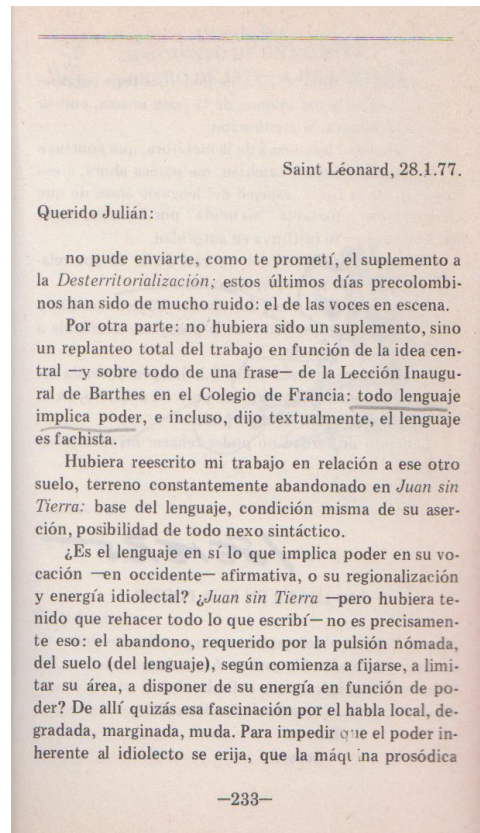 Saint Léonard, 28.1.77.
Querido Julián:
no pude enviarte, como te prometí, el suplemento a
la Desterritorialización; estos últimos días precolombi-
nos han sido de mucho ruido: el de las voces en escena.
Por otra parte: no hubiera sido un suplemento, sino
un replanteo total del trabajo en función de la idea cen-
tral —y sobre todo de una frase— de la Lección Inaugu-
ral de Barthes en el Colegio de Francia: todo lenguaje
implica poder, e incluso, dijo textualmente, el lenguaje
es fachista.
Hubiera reescrito mi trabajo en relación a ese otro
suelo, terreno constantemente abandonado en Juan sin
Tierra: base del lenguaje, condición misma de su aser-
ción, posibilidad de todo nexo sintáctico.
¿Es el lenguaje en sí lo que implica poder en su vo-
cación —en occidente— afirmativa, o su regionalización
y energía idiolectal? ¿Juan sin Tierra —pero hubiera te-
nido que rehacer todo lo que escribí— no es precisamen-
te eso: el abandono, requerido por la pulsión nómada,
del suelo (del lenguaje), según comienza a fijarse, a limi-
tar su área, a disponer de su energía en función de po-
der? De allí quizás esa fascinación por el habla local, de-
gradada, marginada, muda. Para impedir que el poder in-
herente al idiolecto se erija, que la máquina prosódica
—233—